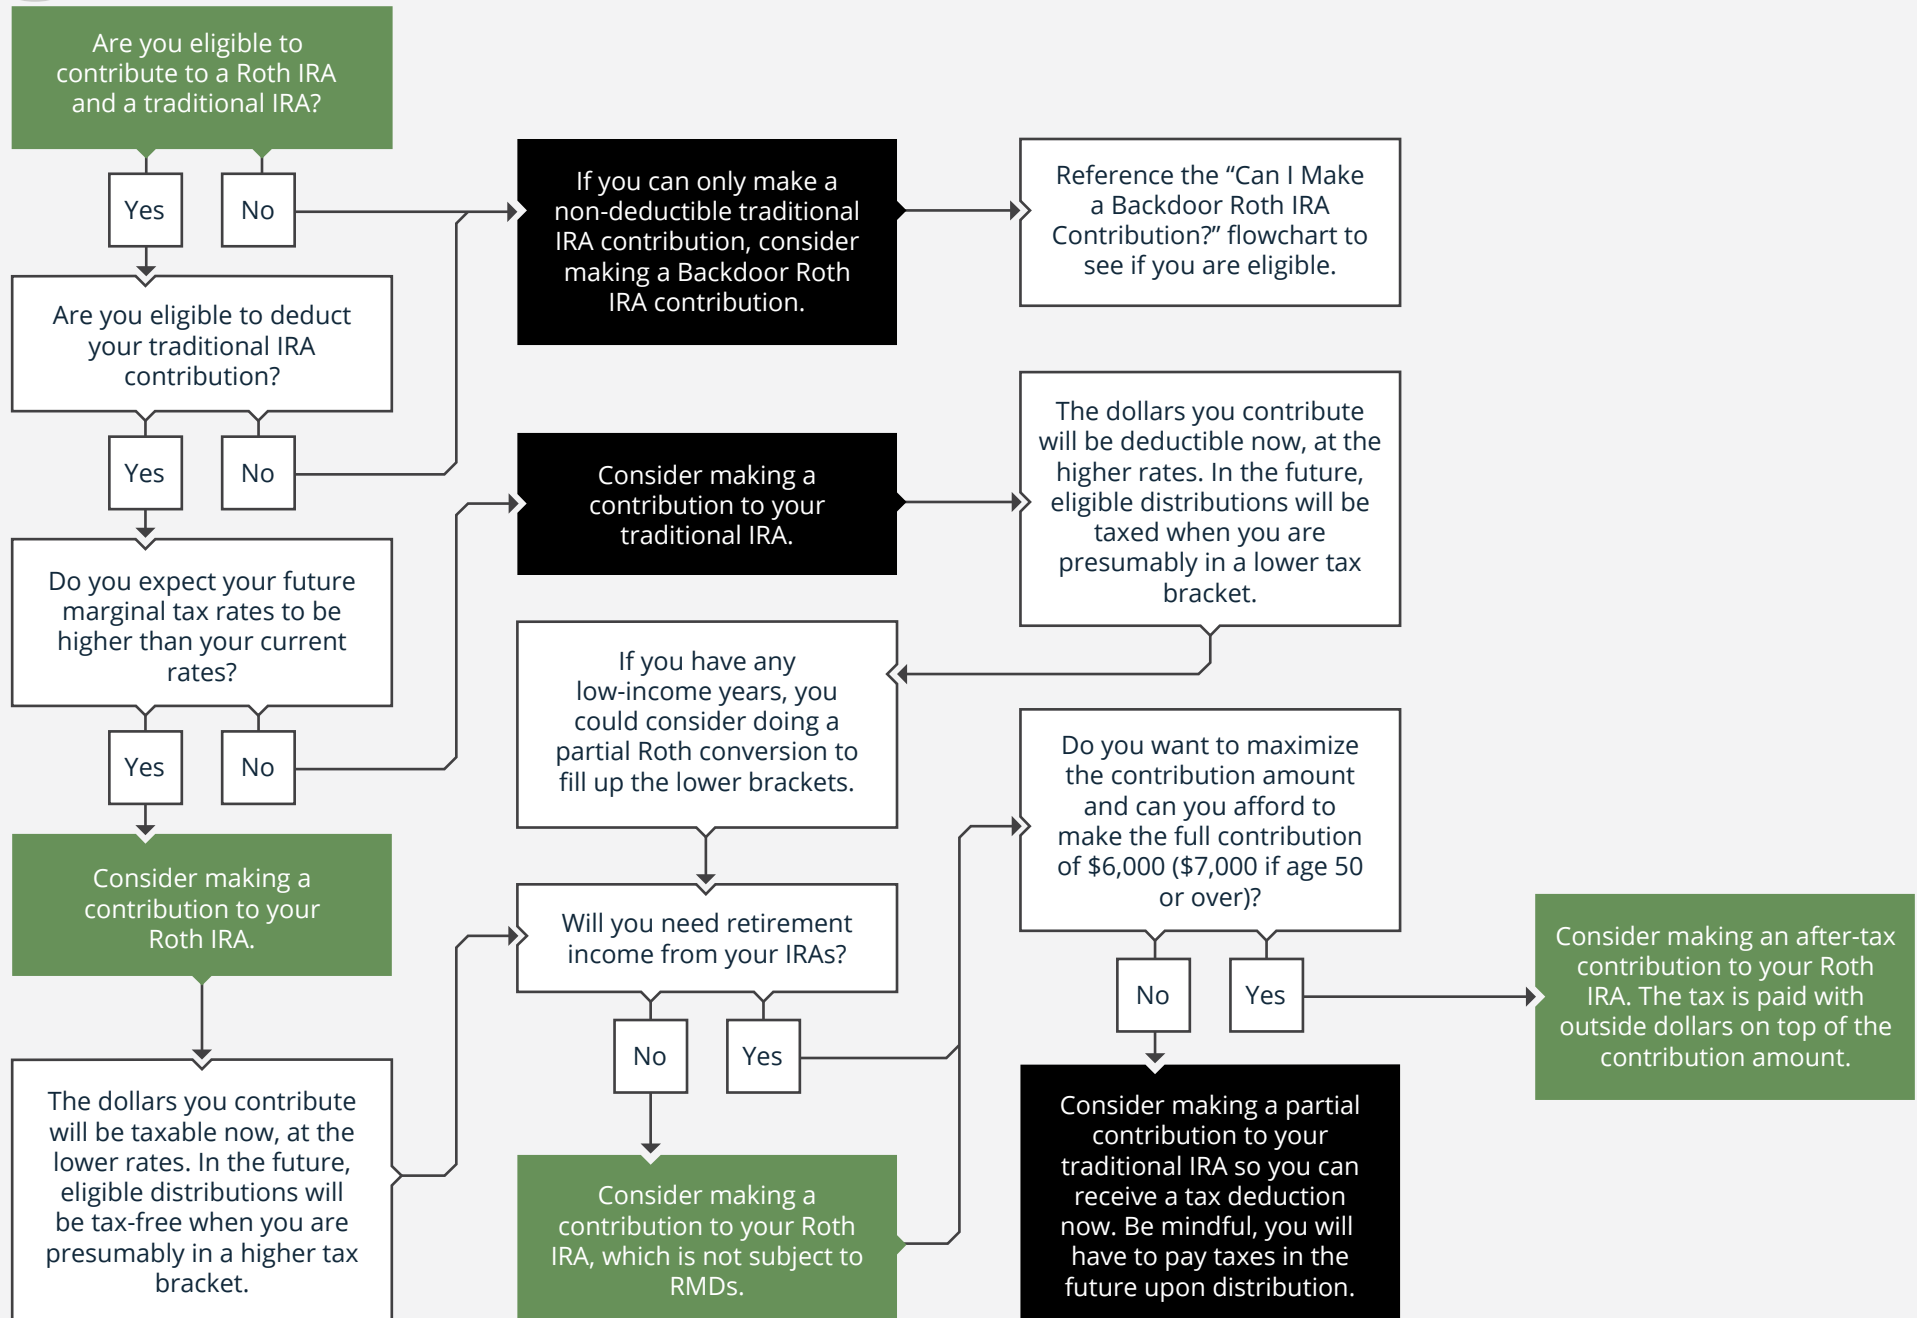 Are you eligible to
contribute to a Roth IRA
and a traditional IRA?
Yes
No
If you can only make a
non-deductible traditional
IRA contribution, consider
making a Backdoor Roth
IRA contribution.
Reference the “Can I Make
a Backdoor Roth IRA
Contribution?” flowchart to
see if you are eligible.
Are you eligible to deduct
your traditional IRA
contribution?
Yes
No
Consider making a
contribution to your
traditional IRA.
The dollars you contribute
will be deductible now, at the
higher rates. In the future,
eligible distributions will be
taxed when you are
presumably in a lower tax
bracket.
Do you expect your future
marginal tax rates to be
higher than your current
rates?
Yes
No
If you have any
low-income years, you
could consider doing a
partial Roth conversion to
fill up the lower brackets.
Do you want to maximize
the contribution amount
and can you afford to
make the full contribution
of $6,000 ($7,000 if age 50
or over)?
Consider making a
contribution to your
Roth IRA.
Will you need retirement
income from your IRAs?
No
Yes
No
Yes
Consider making an after-tax
contribution to your Roth
IRA. The tax is paid with
outside dollars on top of the
contribution amount.
The dollars you contribute
will be taxable now, at the
lower rates. In the future,
eligible distributions will
be tax-free when you are
presumably in a higher tax
bracket.
Consider making a
contribution to your Roth
IRA, which is not subject to
RMDs.
Consider making a partial
contribution to your
traditional IRA so you can
receive a tax deduction
now. Be mindful, you will
have to pay taxes in the
future upon distribution.